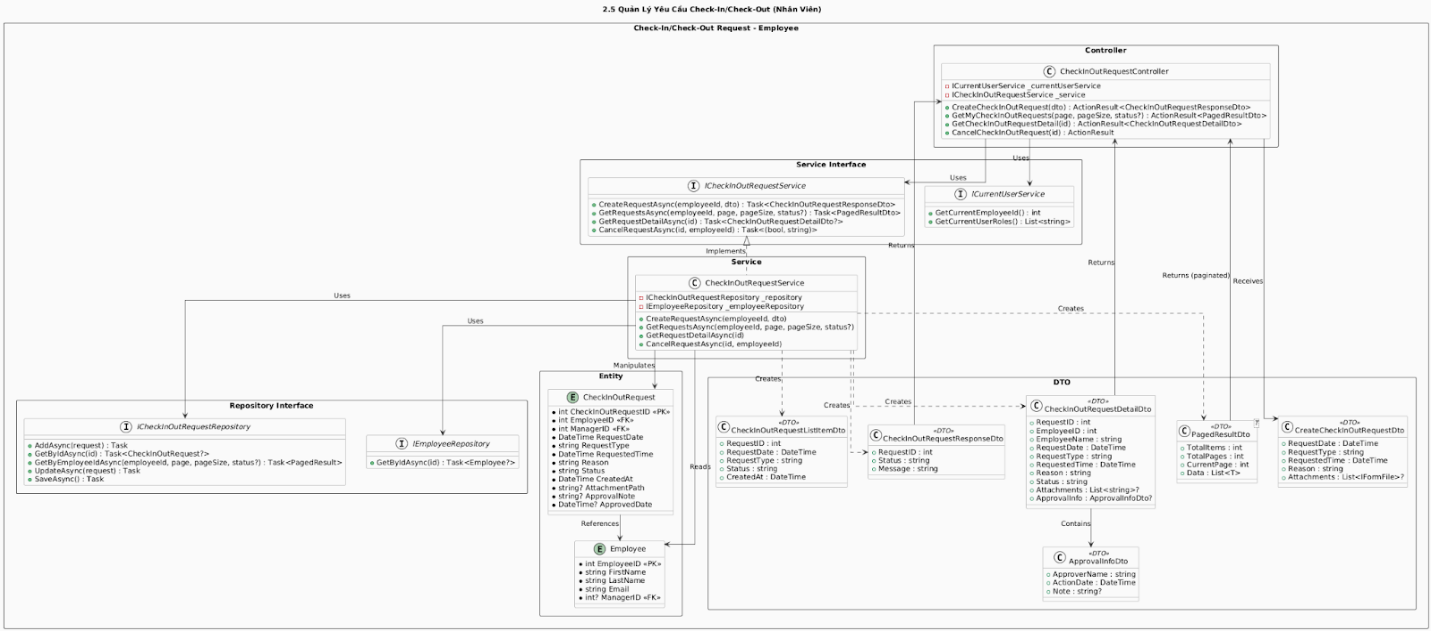 2.5 Quản Lý Yêu Cầu Check-In/Check-Out (Nhân Viên)
Check-In/Check-Out Request - Employee
Controller
C CheckInOutRequestController
ICurrentUserService _currentUserService
ICheckInOutRequestService _service
CreateCheckInOutRequest(dto) : ActionResult<CheckInOutRequestResponseDto>
GetMyCheckInOutRequests(page, pageSize, status?) : ActionResult<PagedResultDto>
GetCheckInOutRequestDetail(id) : ActionResult<CheckInOutRequestDetailDto>
CancelCheckInOutRequest(id) : ActionResult
Uses
Uses
Service Interface
I ICheckInOutRequestService
CreateRequestAsync(employeeId, dto) : Task<CheckInOutRequestResponseDto>
GetRequestsAsync(employeeId, page, pageSize, status?) : Task<PagedResultDto>
GetRequestDetailAsync(id) : Task<CheckInOutRequestDetailDto?>
CancelRequestAsync(id, employeeId) : Task<(bool, string)>
I ICurrentUserService
GetCurrentEmployeeId() : int
GetCurrentUserRoles() : List<string>
Implements
Returns
Returns
Returns (paginated)
Receives
Service
C CheckInOutRequestService
ICheckInOutRequestRepository _repository
IEmployeeRepository _employeeRepository
CreateRequestAsync(employeeId, dto)
GetRequestsAsync(employeeId, page, pageSize, status?)
GetRequestDetailAsync(id)
CancelRequestAsync(id, employeeId)
Uses
Uses
Creates
Manipulates
Creates
Creates
Creates
Reads
Repository Interface
I ICheckInOutRequestRepository
AddAsync(request) : Task
GetByIdAsync(id) : Task<CheckInOutRequest?>
GetByEmployeeIdAsync(employeeId, page, pageSize, status?) : Task<PagedResult>
UpdateAsync(request) : Task
SaveAsync() : Task
I IEmployeeRepository
GetByIdAsync(id) : Task<Employee?>
Entity
E CheckInOutRequest
int CheckInOutRequestID «PK»
int EmployeeID «FK»
int ManagerID «FK»
DateTime RequestDate
string RequestType
DateTime RequestedTime
string Reason
string Status
DateTime CreatedAt
string? AttachmentPath
string? ApprovalNote
DateTime? ApprovedDate
References
E Employee
int EmployeeID «PK»
string FirstName
string LastName
string Email
int? ManagerID «FK»
DTO
C «DTO»
CheckInOutRequestListItemDto
RequestID : int
RequestDate : DateTime
RequestType : string
Status : string
CreatedAt : DateTime
C «DTO»
CheckInOutRequestResponseDto
RequestID : int
Status : string
Message : string
C «DTO»
CheckInOutRequestDetailDto
RequestID : int
EmployeeID : int
EmployeeName : string
RequestDate : DateTime
RequestType : string
RequestedTime : DateTime
Reason : string
Status : string
Attachments : List<string>?
ApprovalInfo : ApprovalInfoDto?
C «DTO»
PagedResultDto
TotalItems : int
TotalPages : int
CurrentPage : int
Data : List<T>
C «DTO»
CreateCheckInOutRequestDto
RequestDate : DateTime
RequestType : string
RequestedTime : DateTime
Reason : string
Attachments : List<IFormFile>?
Contains
C «DTO»
ApprovalInfoDto
ApproverName : string
ActionDate : DateTime
Note : string?